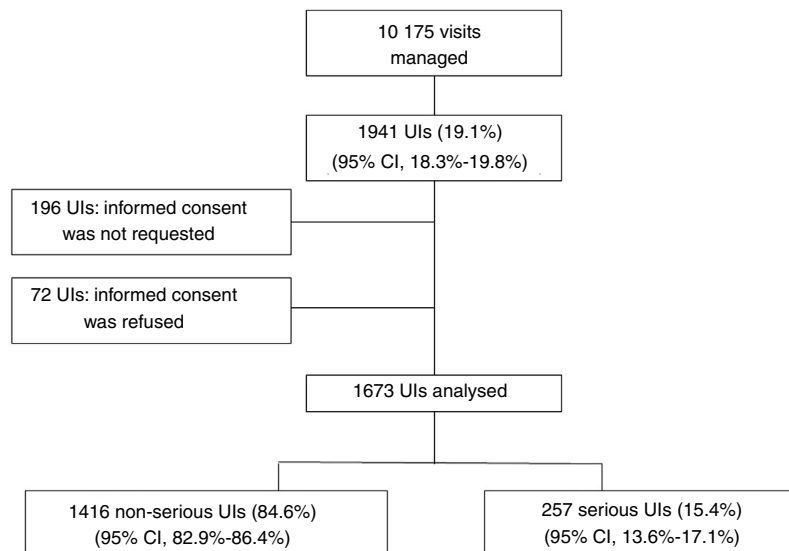 10 175 visits
managed
1941 UIs (19.1%)
(95% CI, 18.3%-19.8%)
196 UIs: informed consent
was not requested
72 UIs: informed consent
was refused
1673 UIs analysed
1416 non-serious UIs (84.6%)
(95% CI, 82.9%-86.4%)
257 serious UIs (15.4%)
(95% CI, 13.6%-17.1%)